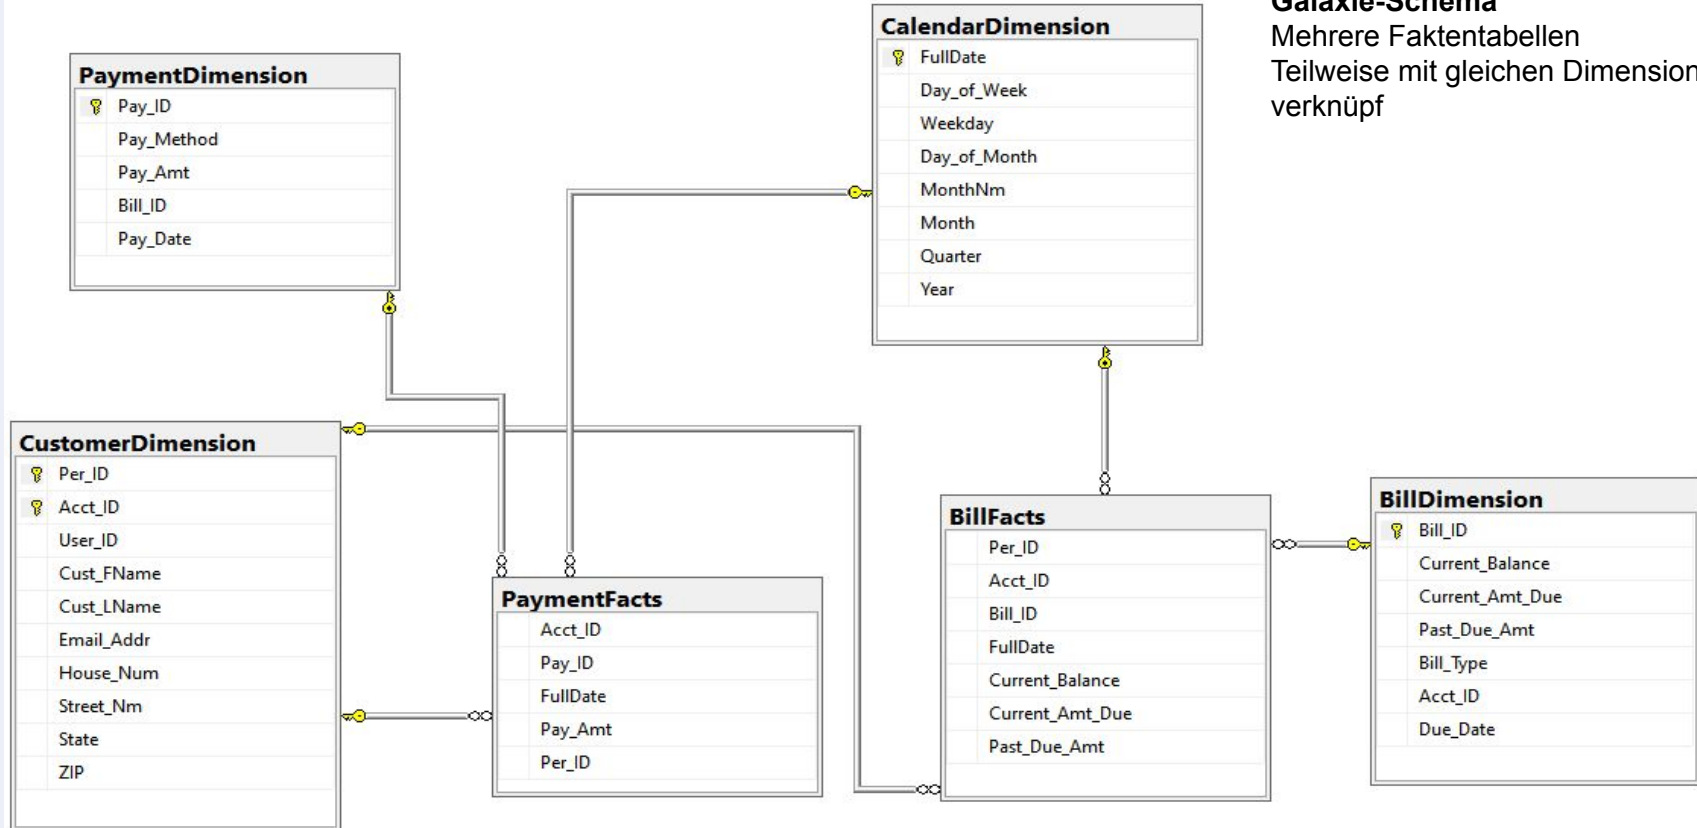 Galaxie-Schema
Mehrere Faktentabellen
Teilweise mit gleichen Dimension
verknüpf
PaymentDimension
Pay_ID
Pay_Method
Pay_Amt
Bill_ID
Pay_Date
CalendarDimension
FullDate
Day_of_Week
Weekday
Day_of_Month
MonthNm
Month
Quarter
Year
CustomerDimension
Per_ID
Acct_ID
User_ID
Cust_FName
Cust_LName
Email_Addr
House_Num
Street_Nm
State
ZIP
PaymentFacts
Acct_ID
Pay_ID
FullDate
Pay_Amt
Per_ID
BillFacts
Per_ID
Acct_ID
Bill_ID
FullDate
Current_Balance
Current_Amt_Due
Past_Due_Amt
BillDimension
Bill_ID
Current_Balance
Current_Amt_Due
Past_Due_Amt
Bill_Type
Acct_ID
Due_Date